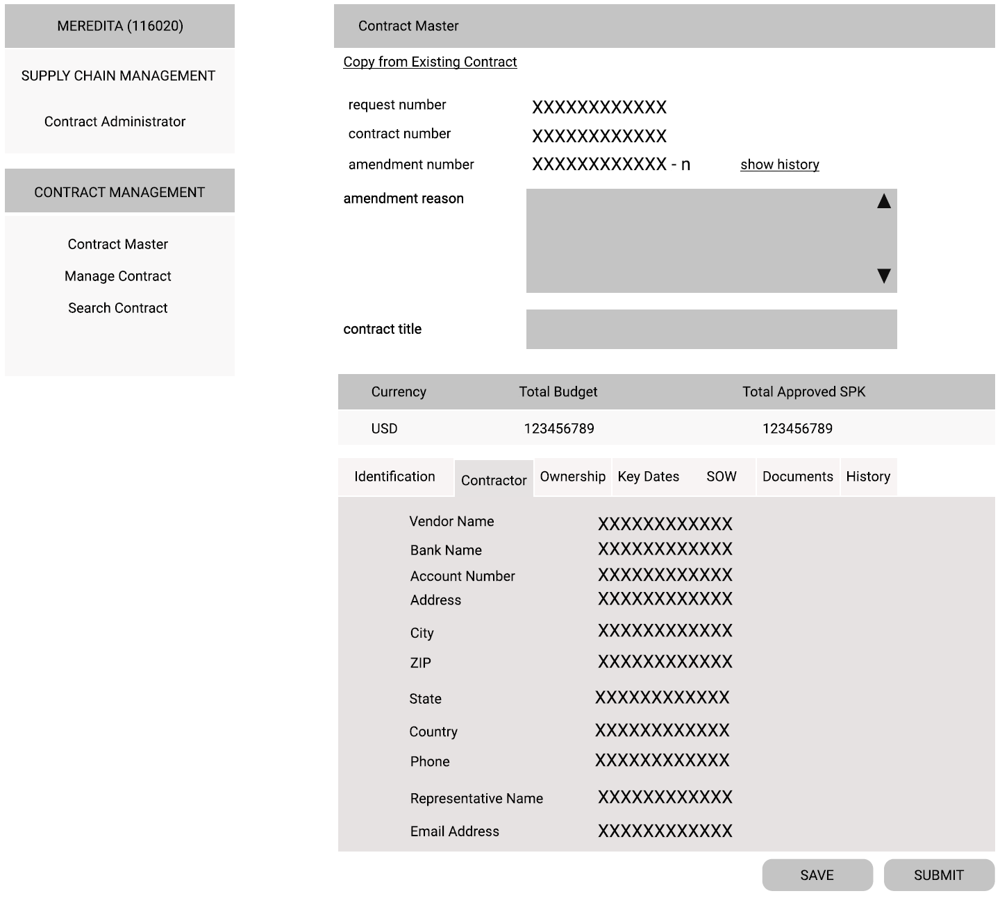 MEREDITA (116020)
SUPPLY CHAIN MANAGEMENT
Contract Administrator
CONTRACT MANAGEMENT
Contract Master
Manage Contract
Search Contract
Contract Master
Copy from Existing Contract
request number XXXXXXXXXXXX
contract number XXXXXXXXXXXX
amendment number XXXXXXXXXXXX - n show history
amendment reason
contract title
Currency Total Budget Total Approved SPK
USD 123456789 123456789
Identification Contractor Ownership Key Dates SOW Documents History
Vendor Name XXXXXXXXXXXX
Bank Name XXXXXXXXXXXX
Account Number XXXXXXXXXXXX
Address XXXXXXXXXXXX
City XXXXXXXXXXXX
ZIP XXXXXXXXXXXX
State XXXXXXXXXXXX
Country XXXXXXXXXXXX
Phone XXXXXXXXXXXX
Representative Name XXXXXXXXXXXX
Email Address XXXXXXXXXXXX
SAVE SUBMIT